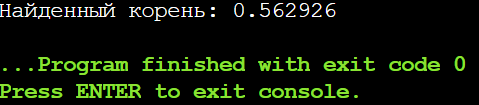 Найденный корень: 0.562926
...Program finished with exit code 0
Press ENTER to exit console.